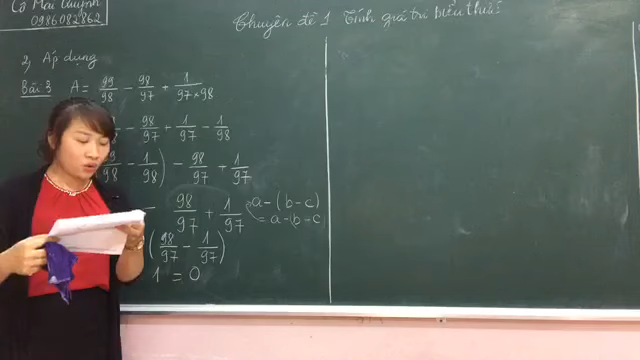 Cô Mai Quỳnh
0986082862
Chuyên đề 1 Tính giá trị biểu thức
2, Áp dụng
Bài 3 A = 99/98 - 98/97 + 1/97×98
- 98/97 + 1/97 - 1/98
- 1/98) - 98/97 + 1/97
- 98/97 + 1/97
a - (b - c)
= a - b - c
(98/97 - 1/97)
1 = 0